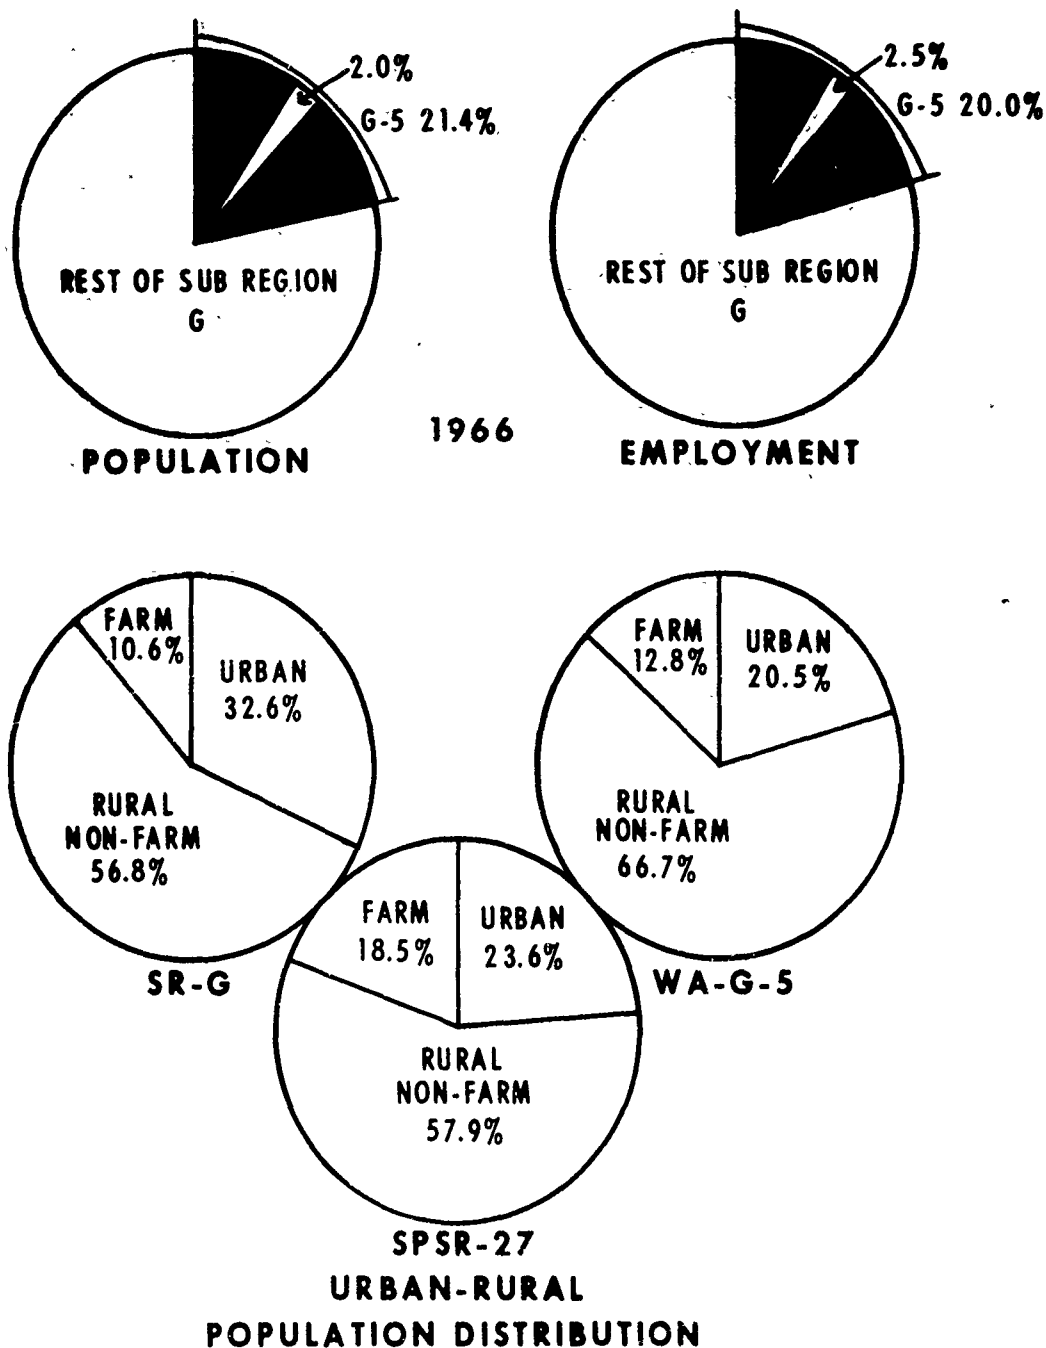 2.0%
G-5 21.4%
REST OF SUB REGION
G
POPULATION
1966
2.5%
G-5 20.0%
REST OF SUB REGION
G
EMPLOYMENT
FARM
10.6%
URBAN
32.6%
RURAL
NON-FARM
56.8%
SR-G
FARM
12.8%
URBAN
20.5%
RURAL
NON-FARM
66.7%
WA-G-5
FARM
18.5%
URBAN
23.6%
RURAL
NON-FARM
57.9%
SPSR-27
URBAN-RURAL
POPULATION DISTRIBUTION